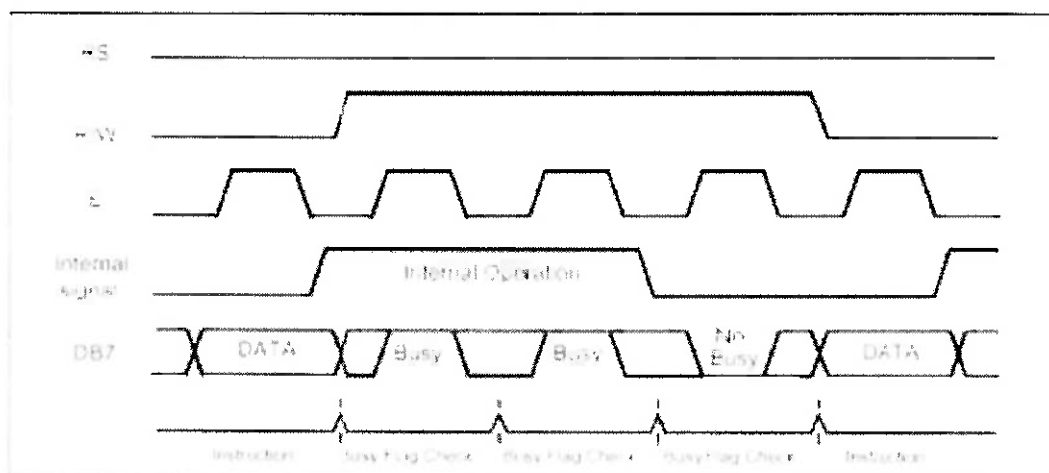 RS
R/W
E
Internal
signal
Internal Operation
DB7
DATA
Busy
Busy
No
Busy
DATA
Instruction
Busy Flag Check
Busy Flag Check
Busy Flag Check
Instruction